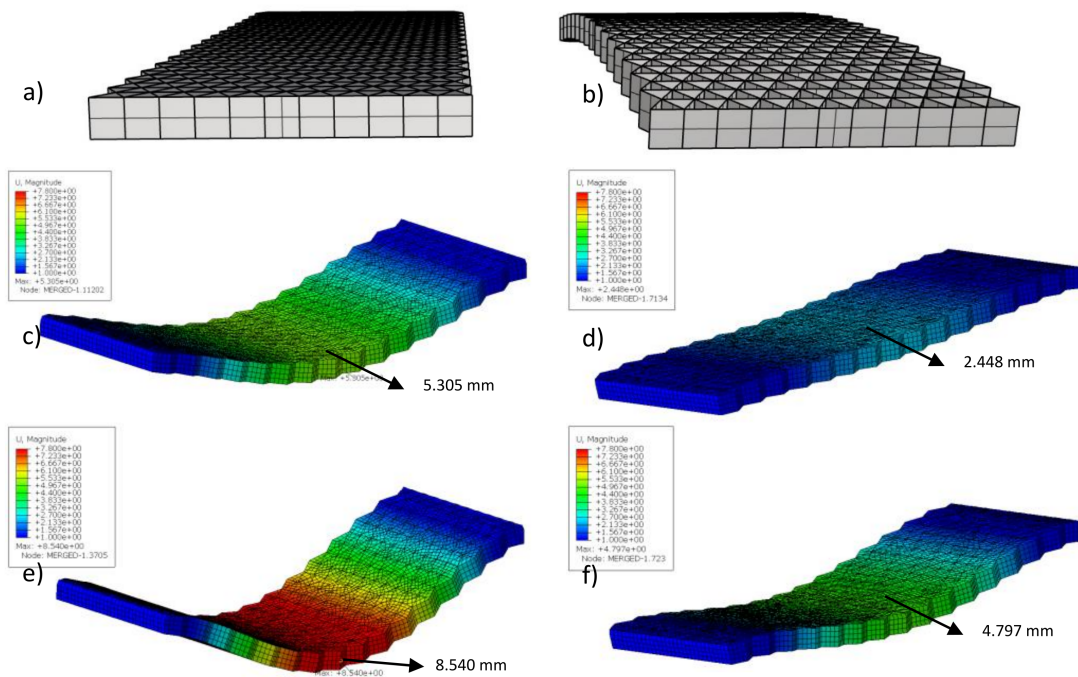 a)
b)
U, Magnitude
+7.800e+00
+7.233e+00
+6.667e+00
+6.100e+00
+5.533e+00
+4.967e+00
+4.400e+00
+3.833e+00
+3.267e+00
+2.700e+00
+2.133e+00
+1.567e+00
+1.000e+00
Max: +5.305e+00
Node: MERGED-1.11202
c)
5.305 mm
U, Magnitude
+7.800e+00
+7.233e+00
+6.667e+00
+6.100e+00
+5.533e+00
+4.967e+00
+4.400e+00
+3.833e+00
+3.267e+00
+2.700e+00
+2.133e+00
+1.567e+00
+1.000e+00
Max: +2.448e+00
Node: MERGED-1.7134
d)
2.448 mm
U, Magnitude
+7.800e+00
+7.233e+00
+6.667e+00
+6.100e+00
+5.533e+00
+4.967e+00
+4.400e+00
+3.833e+00
+3.267e+00
+2.700e+00
+2.133e+00
+1.567e+00
+1.000e+00
Max: +8.540e+00
Node: MERGED-1.3705
e)
8.540 mm
Max: +8.540e+00
U, Magnitude
+7.800e+00
+7.233e+00
+6.667e+00
+6.100e+00
+5.533e+00
+4.967e+00
+4.400e+00
+3.833e+00
+3.267e+00
+2.700e+00
+2.133e+00
+1.567e+00
+1.000e+00
Max: +4.797e+00
Node: MERGED-1.723
f)
4.797 mm